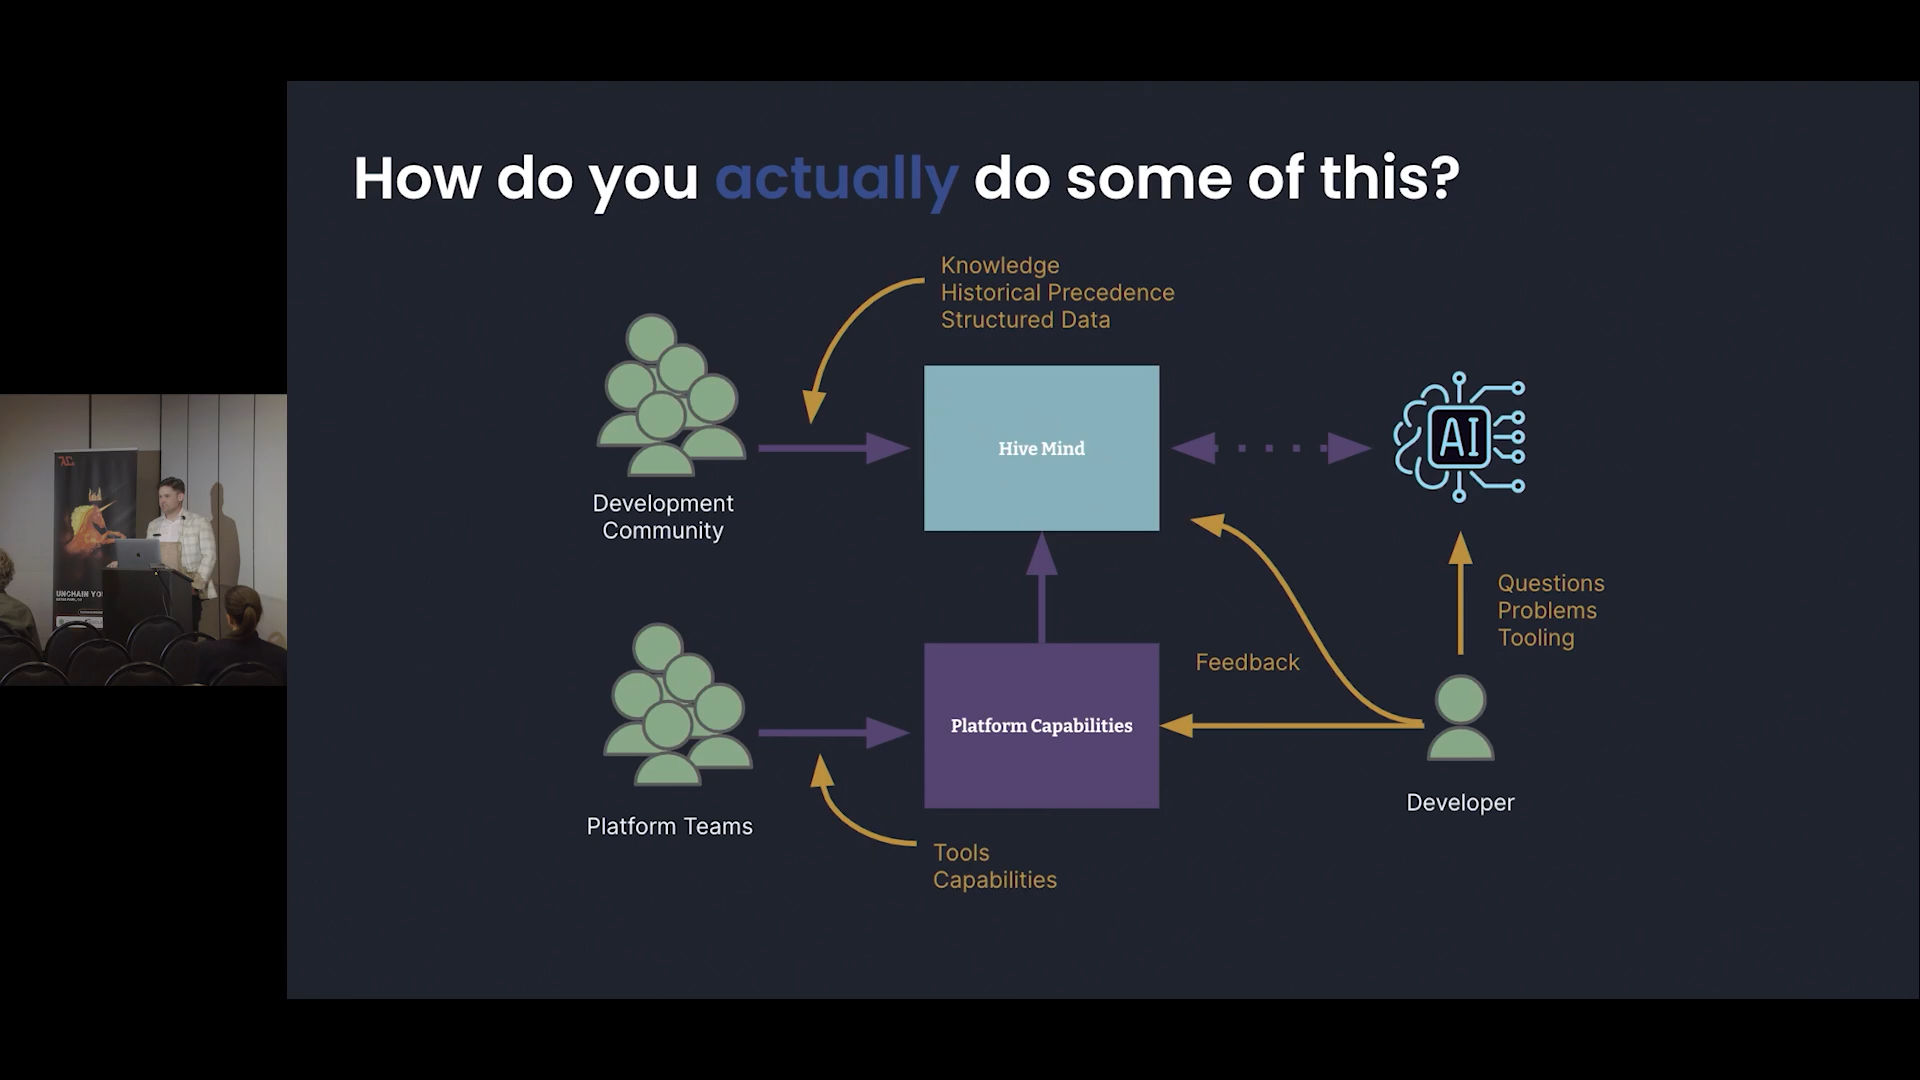 How do you actually do some of this?
Knowledge
Historical Precedence
Structured Data
Hive Mind
AI
Development
Community
Questions
Problems
Tooling
Feedback
Platform Capabilities
Developer
Platform Teams
Tools
Capabilities
UNCHAIN YO